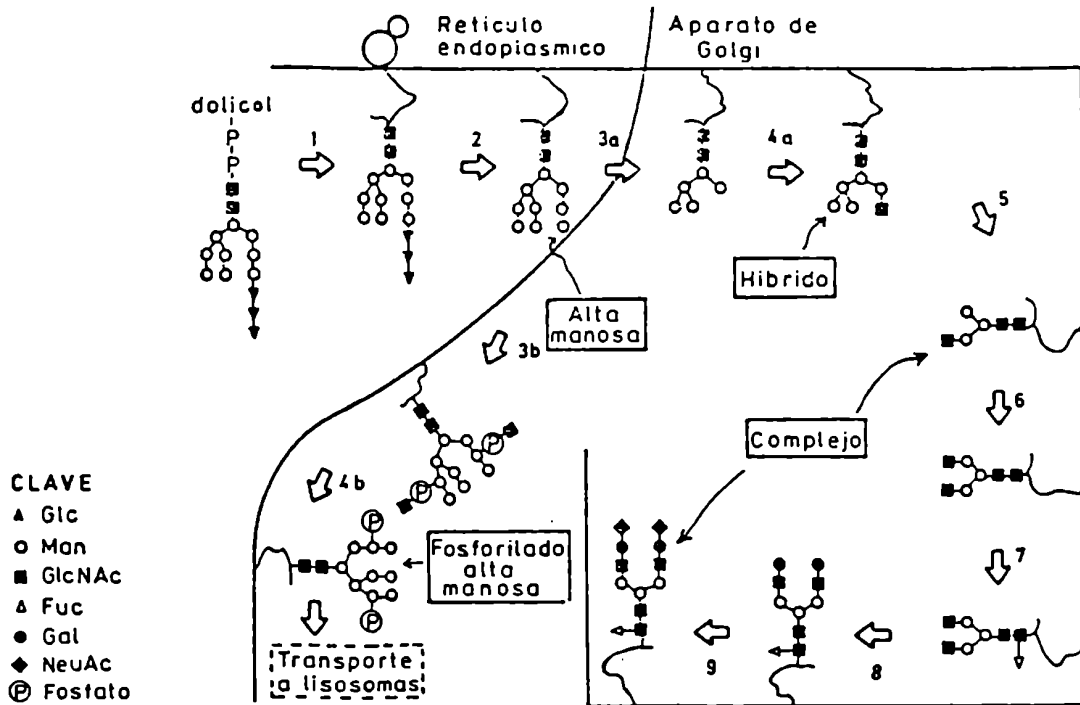 Retículo
endoplásmico
Aparato de
Golgi
dolicol
P
P
1
2
3a
4a
5
Híbrido
Alta
manosa
3b
6
Complejo
P
P
4b
P
P
Fosforilado
alta
manosa
7
8
9
Transporte
a lisosomas
CLAVE
Glc
Man
GlcNAc
Fuc
Gal
NeuAc
P Fosfato